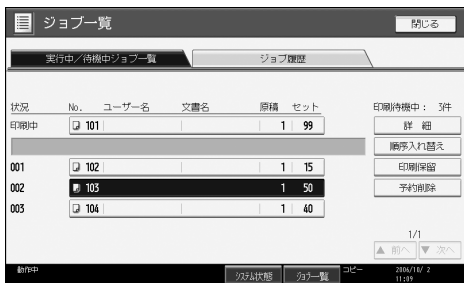 ジョブ一覧 閉じる
実行中／待機中ジョブ一覧 ジョブ履歴
状況 No. ユーザー名 文書名 原稿 セット 印刷待機中： 3件
印刷中 101 1 99 詳 細
順序入れ替え
001 102 1 15 印刷保留
002 103 1 50 予約削除
003 104 1 40
1/1
▲ 前へ ▼ 次へ
動作中 システム状態 ジョブ一覧 コピー 2006/10/ 2
11:09